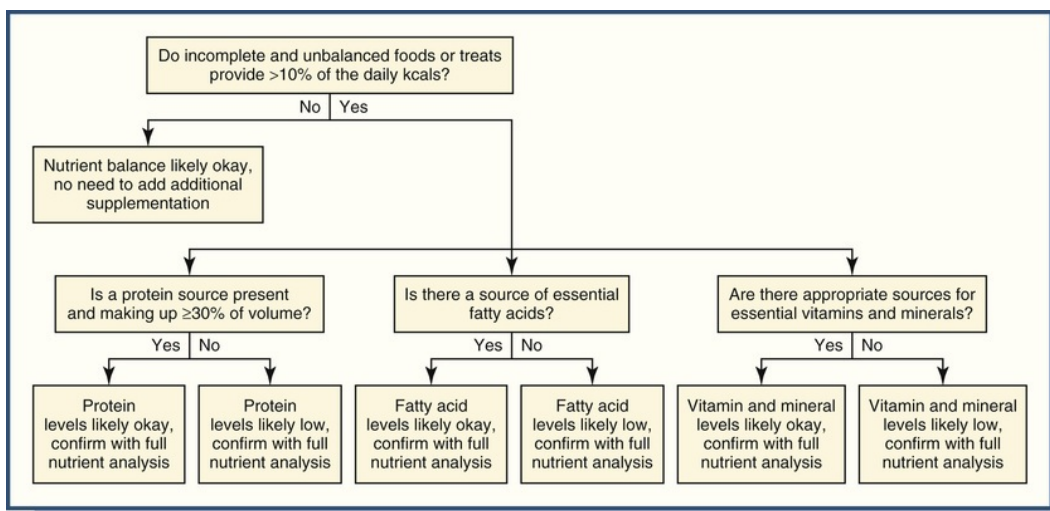 Do incomplete and unbalanced foods or treats
provide >10% of the daily kcals?
No Yes
Nutrient balance likely okay,
no need to add additional
supplementation
Is a protein source present
and making up ≥30% of volume?
Is there a source of essential
fatty acids?
Are there appropriate sources for
essential vitamins and minerals?
Yes No
Yes No
Yes No
Protein
levels likely okay,
confirm with full
nutrient analysis
Protein
levels likely low,
confirm with full
nutrient analysis
Fatty acid
levels likely okay,
confirm with full
nutrient analysis
Fatty acid
levels likely low,
confirm with full
nutrient analysis
Vitamin and mineral
levels likely okay,
confirm with full
nutrient analysis
Vitamin and mineral
levels likely low,
confirm with full
nutrient analysis